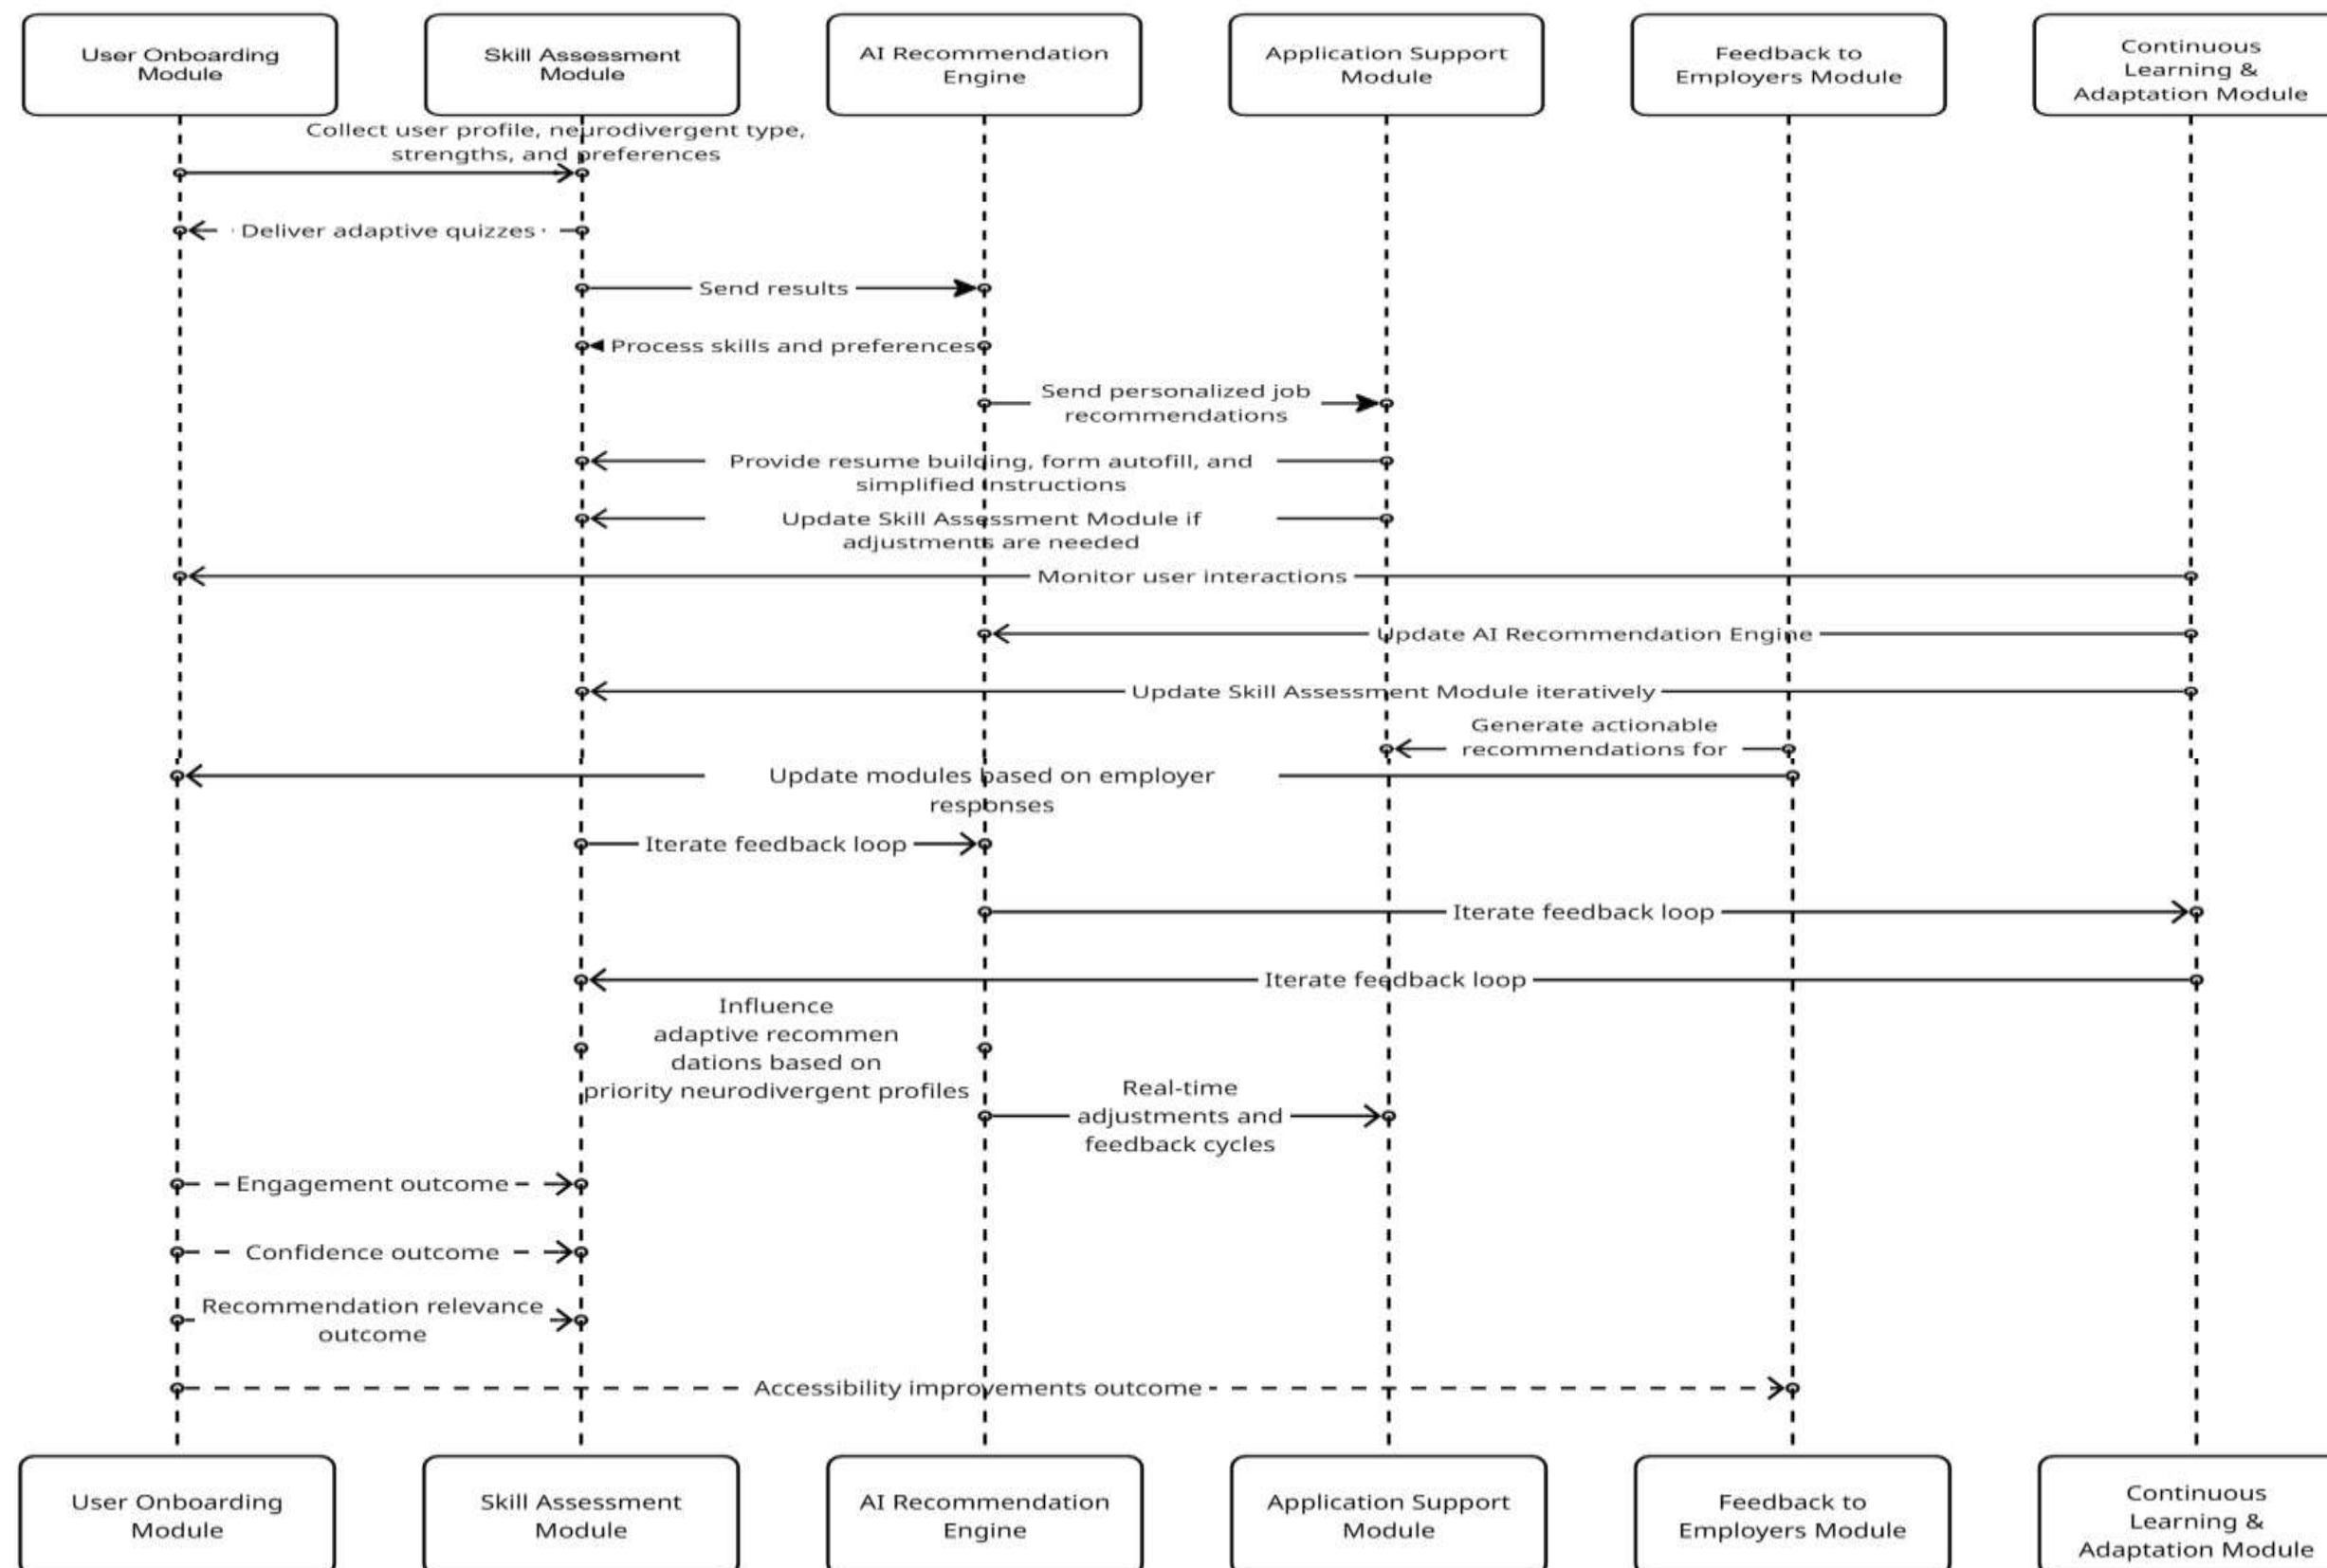 User Onboarding
Module
Skill Assessment
Module
AI Recommendation
Engine
Application Support
Module
Feedback to
Employers Module
Continuous
Learning &
Adaptation Module
Collect user profile, neurodivergent type,
strengths, and preferences
Deliver adaptive quizzes
Send results
Process skills and preferences
Send personalized job
recommendations
Provide resume building, form autofill, and
simplified instructions
Update Skill Assessment Module if
adjustments are needed
Monitor user interactions
Update AI Recommendation Engine
Update Skill Assessment Module iteratively
Generate actionable
recommendations for
Update modules based on employer
responses
Iterate feedback loop
Iterate feedback loop
Iterate feedback loop
Influence
adaptive recommen
dations based on
priority neurodivergent profiles
Real-time
adjustments and
feedback cycles
Engagement outcome
Confidence outcome
Recommendation relevance
outcome
Accessibility improvements outcome
User Onboarding
Module
Skill Assessment
Module
AI Recommendation
Engine
Application Support
Module
Feedback to
Employers Module
Continuous
Learning &
Adaptation Module